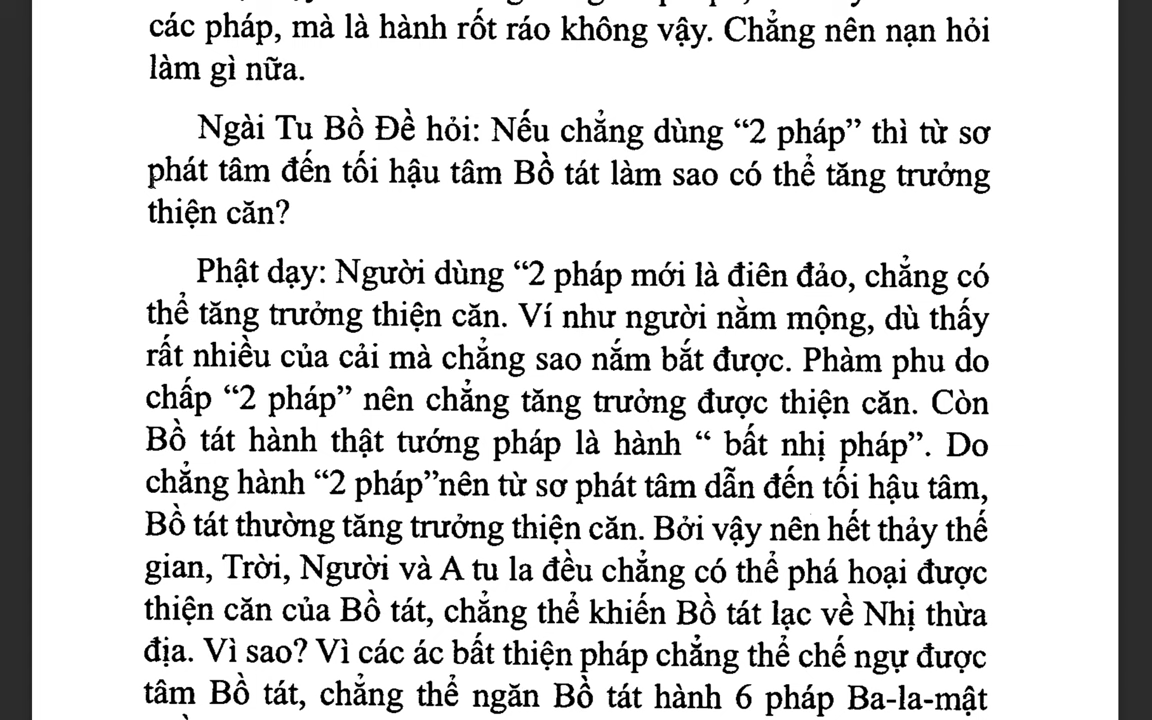 các pháp, mà là hành rốt ráo không vậy. Chẳng nên nạn hỏi
làm gì nữa.
Ngài Tu Bồ Đề hỏi: Nếu chẳng dùng “2 pháp” thì từ sơ
phát tâm đến tối hậu tâm Bồ tát làm sao có thể tăng trưởng
thiện căn?
Phật dạy: Người dùng “2 pháp mới là điên đảo, chẳng có
thể tăng trưởng thiện căn. Ví như người nằm mộng, dù thấy
rất nhiều của cải mà chẳng sao nắm bắt được. Phàm phu do
chấp “2 pháp” nên chẳng tăng trưởng được thiện căn. Còn
Bồ tát hành thật tướng pháp là hành “ bất nhị pháp”. Do
chẳng hành “2 pháp”nên từ sơ phát tâm dẫn đến tối hậu tâm,
Bồ tát thường tăng trưởng thiện căn. Bởi vậy nên hết thảy thế
gian, Trời, Người và A tu la đều chẳng có thể phá hoại được
thiện căn của Bồ tát, chẳng thể khiến Bồ tát lạc về Nhị thừa
địa. Vì sao? Vì các ác bất thiện pháp chẳng thể chế ngự được
tâm Bồ tát, chẳng thể ngăn Bồ tát hành 6 pháp Ba-la-mật